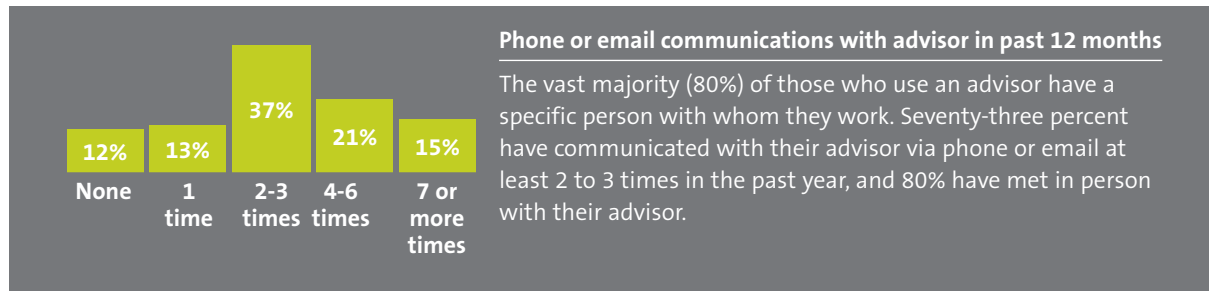 12%
13%
37%
21%
15%
None
1
time
2-3
times
4-6
times
7 or
more
times
Phone or email communications with advisor in past 12 months
The vast majority (80%) of those who use an advisor have a
specific person with whom they work. Seventy-three percent
have communicated with their advisor via phone or email at
least 2 to 3 times in the past year, and 80% have met in person
with their advisor.